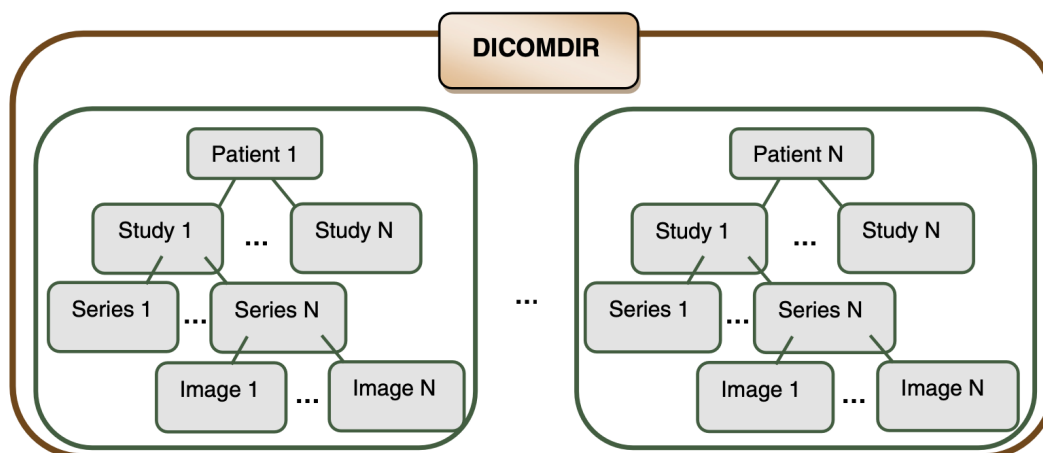 DICOMDIR
Patient 1
Study 1
...
Study N
Series 1
...
Series N
Image 1
...
Image N
...
Patient N
Study 1
...
Study N
Series 1
...
Series N
Image 1
...
Image N